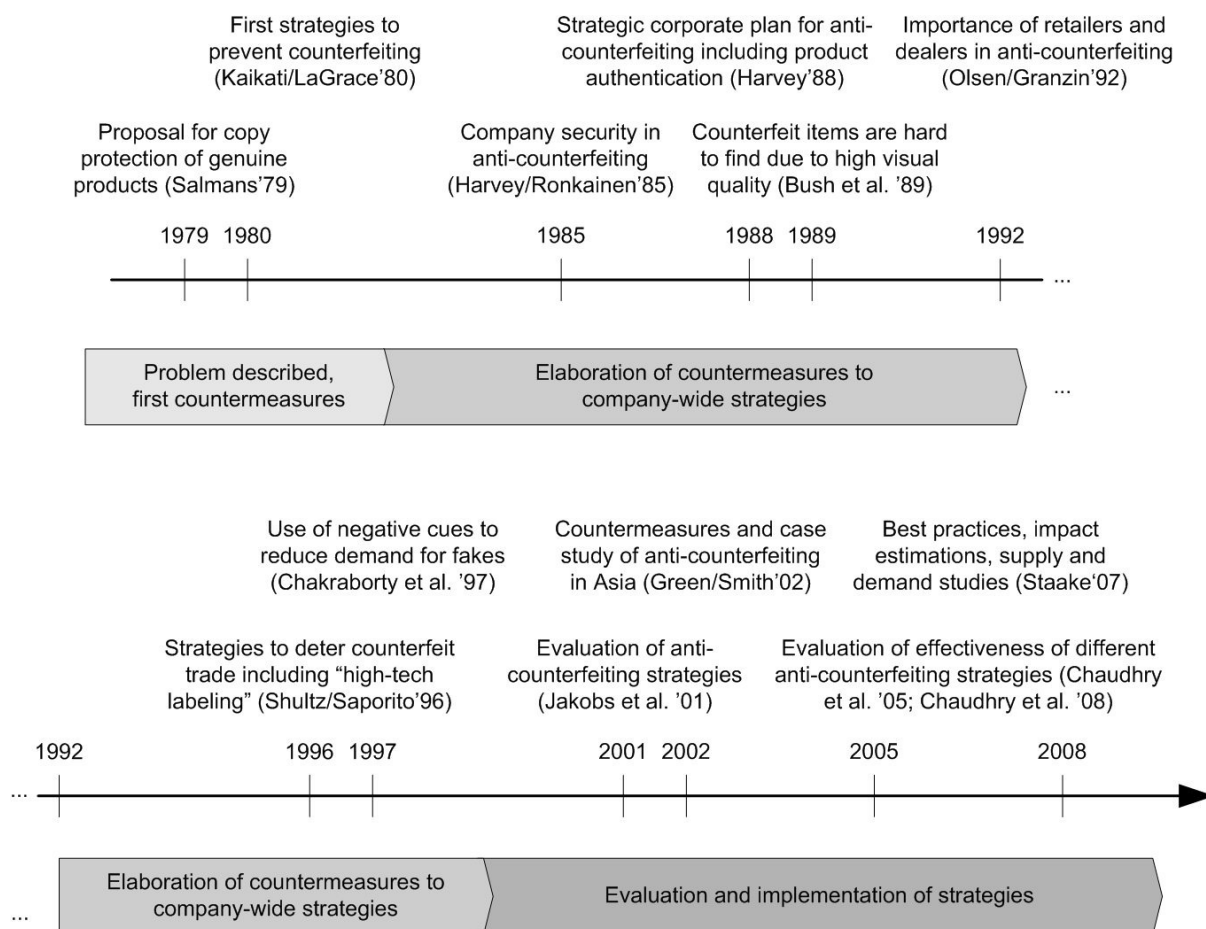 First strategies to
prevent counterfeiting
(Kaikati/LaGrace'80)
Strategic corporate plan for anti-
counterfeiting including product
authentication (Harvey'88)
Importance of retailers and
dealers in anti-counterfeiting
(Olsen/Granzin'92)
Proposal for copy
protection of genuine
products (Salmans'79)
Company security in
anti-counterfeiting
(Harvey/Ronkainen'85)
Counterfeit items are hard
to find due to high visual
quality (Bush et al. '89)
1979 1980 1985 1988 1989 1992
...
Problem described,
first countermeasures
Elaboration of countermeasures to
company-wide strategies
...
Use of negative cues to
reduce demand for fakes
(Chakraborty et al. '97)
Countermeasures and case
study of anti-counterfeiting
in Asia (Green/Smith'02)
Best practices, impact
estimations, supply and
demand studies (Staake‘07)
Strategies to deter counterfeit
trade including “high-tech
labeling” (Shultz/Saporito'96)
Evaluation of anti-
counterfeiting strategies
(Jakobs et al. '01)
Evaluation of effectiveness of different
anti-counterfeiting strategies (Chaudhry
et al. '05; Chaudhry et al. '08)
1992 1996 1997 2001 2002 2005 2008
...
...
Elaboration of countermeasures to
company-wide strategies
Evaluation and implementation of strategies